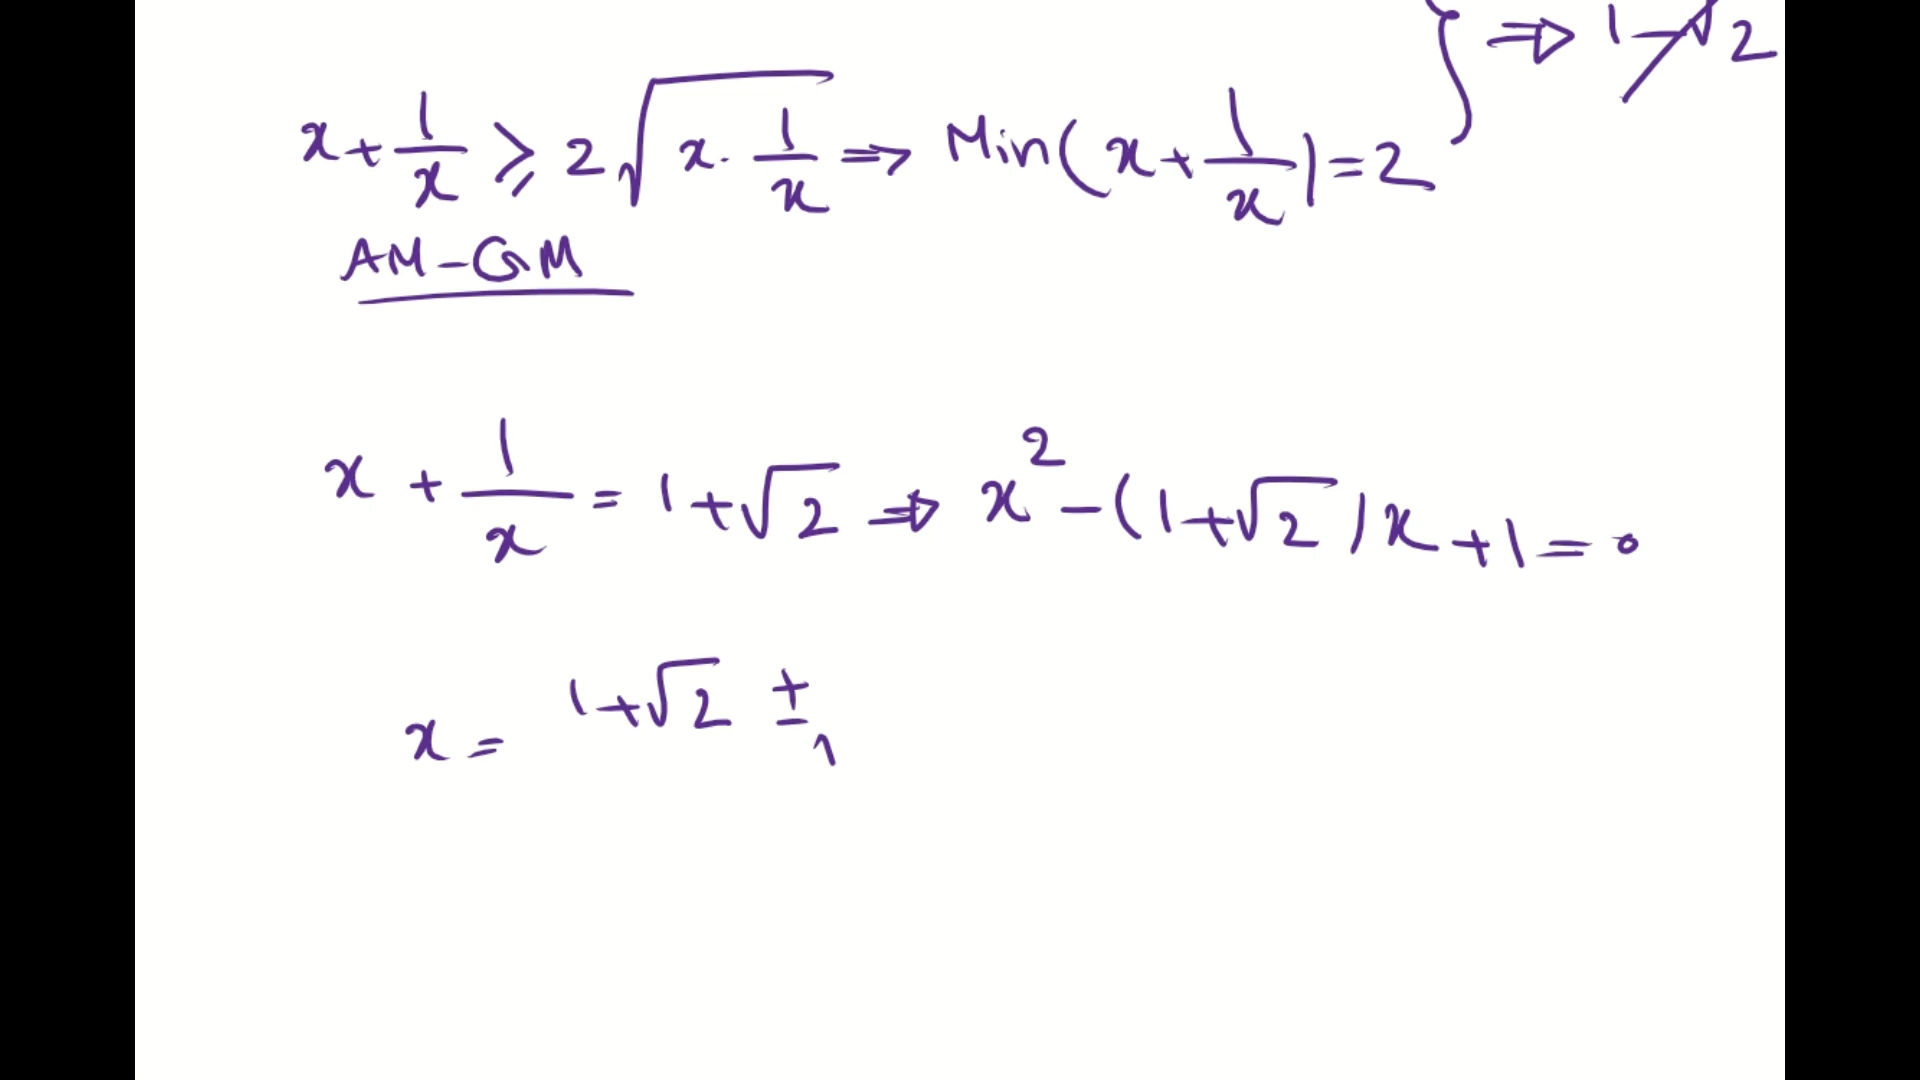 ⇒ 1-√2
x + 1/x ⩾ 2√(x · 1/x) ⇒ Min(x + 1/x) = 2
AM-GM
x + 1/x = 1+√2 ⇒ x² - (1+√2)x + 1 = 0
x = 1+√2 ±